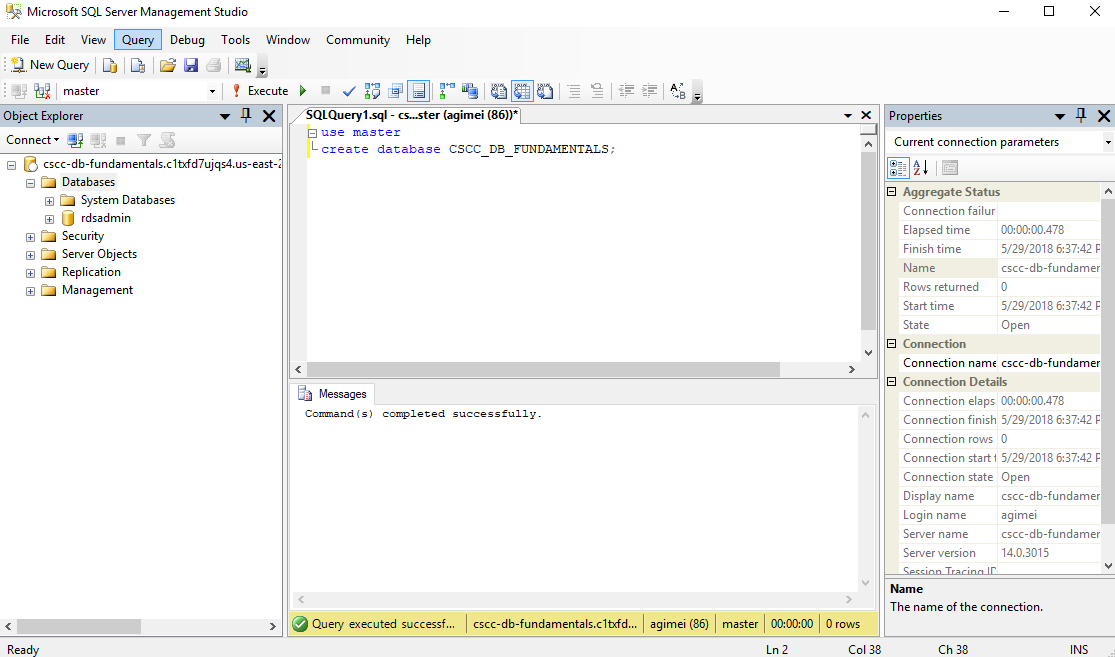 Microsoft SQL Server Management Studio
File Edit View Query Debug Tools Window Community Help
New Query
master Execute
Object Explorer
Connect
cscc-db-fundamentals.c1txfd7ujqs4.us-east-2
Databases
System Databases
rdsadmin
Security
Server Objects
Replication
Management
SQLQuery1.sql - cs...ster (agimei (86))*
use master
create database CSCC_DB_FUNDAMENTALS;
Messages
Command(s) completed successfully.
Query executed successf... cscc-db-fundamentals.c1txfd... agimei (86) master 00:00:00 0 rows
Properties
Current connection parameters
Aggregate Status
Connection failur
Elapsed time 00:00:00.478
Finish time 5/29/2018 6:37:42 P
Name cscc-db-fundamer
Rows returned 0
Start time 5/29/2018 6:37:42 P
State Open
Connection
Connection name cscc-db-fundamer
Connection Details
Connection elaps 00:00:00.478
Connection finish 5/29/2018 6:37:42 P
Connection rows 0
Connection start t 5/29/2018 6:37:42 P
Connection state Open
Display name cscc-db-fundamer
Login name agimei
Server name cscc-db-fundamer
Server version 14.0.3015
Session Tracing ID
Name
The name of the connection.
Ready Ln 2 Col 38 Ch 38 INS